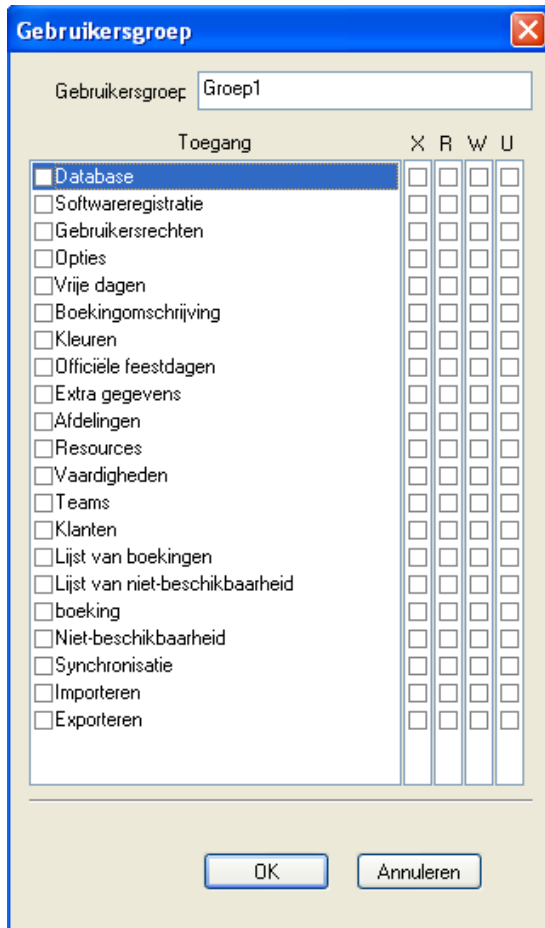 Gebruikersgroep
Gebruikersgroep Groep1
Toegang X R W U
Database
Softwareregistratie
Gebruikersrechten
Opties
Vrije dagen
Boekingomschrijving
Kleuren
Officiële feestdagen
Extra gegevens
Afdelingen
Resources
Vaardigheden
Teams
Klanten
Lijst van boekingen
Lijst van niet-beschikbaarheid
boeking
Niet-beschikbaarheid
Synchronisatie
Importeren
Exporteren
OK Annuleren